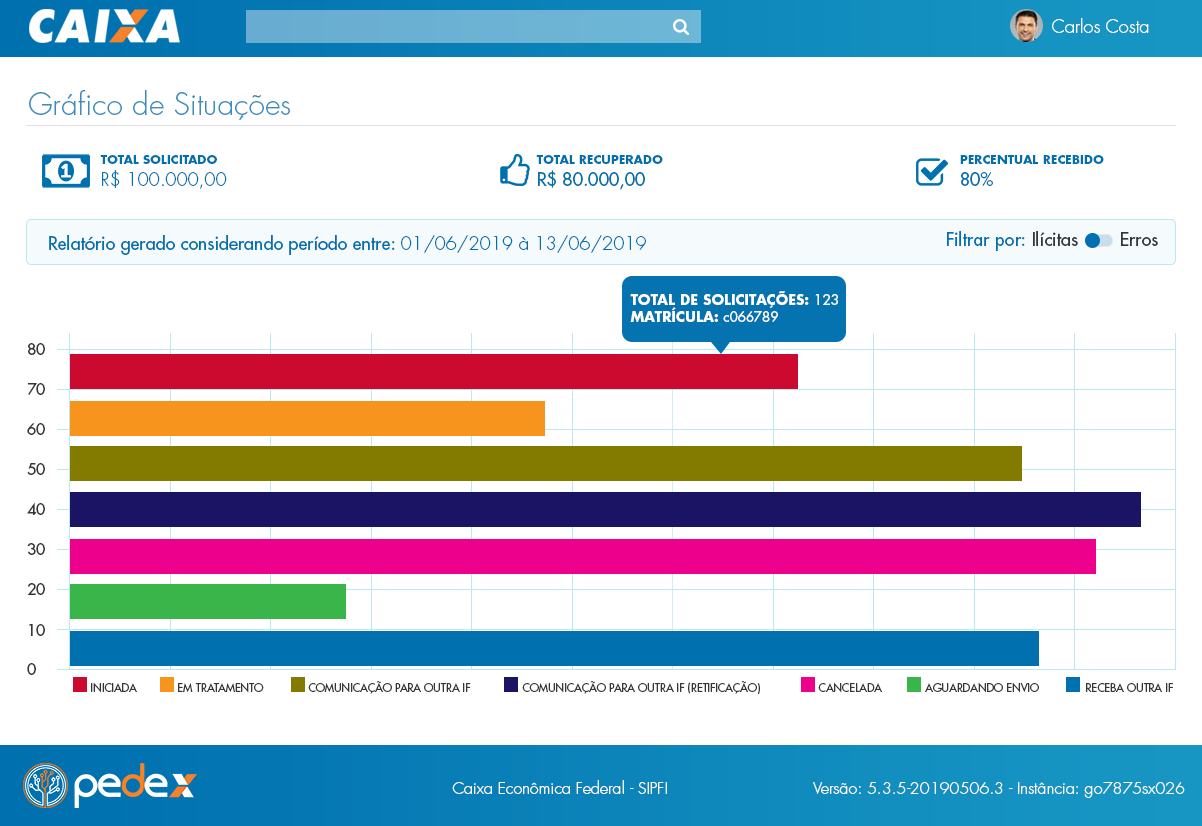 CAIXA
Carlos Costa
Gráfico de Situações
TOTAL SOLICITADO
R$ 100.000,00
TOTAL RECUPERADO
R$ 80.000,00
PERCENTUAL RECEBIDO
80%
Relatório gerado considerando período entre: 01/06/2019 à 13/06/2019
Filtrar por: Ilícitas Erros
TOTAL DE SOLICITAÇÕES: 123
MATRÍCULA: c066789
80
70
60
50
40
30
20
10
0
INICIADA
EM TRATAMENTO
COMUNICAÇÃO PARA OUTRA IF
COMUNICAÇÃO PARA OUTRA IF (RETIFICAÇÃO)
CANCELADA
AGUARDANDO ENVIO
RECEBA OUTRA IF
pedex
Caixa Econômica Federal - SIPFI
Versão: 5.3.5-20190506.3 - Instância: go7875sx026